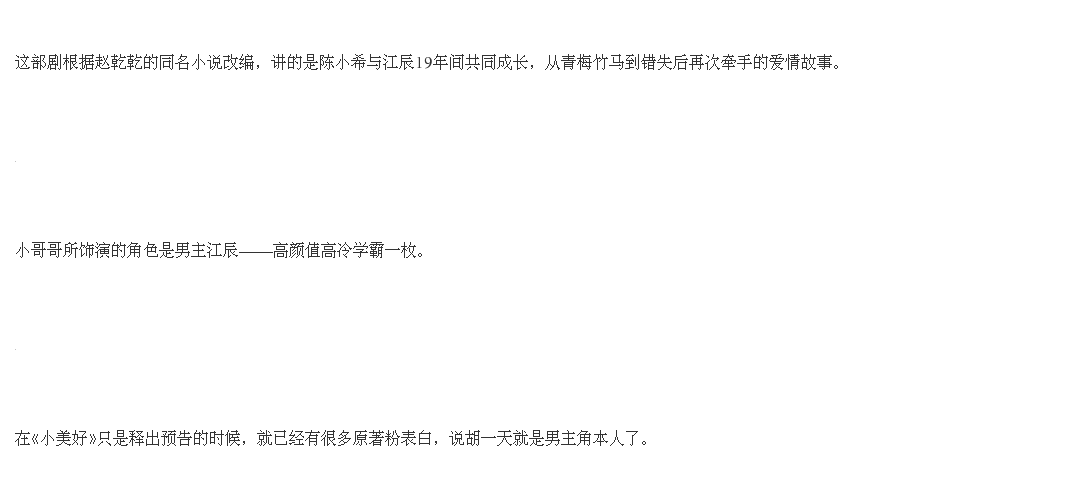 这部剧根据赵乾乾的同名小说改编，讲的是陈小希与江辰19年间共同成长，从青梅竹马到错失后再次牵手的爱情故事。
小哥哥所饰演的角色是男主江辰——高颜值高冷学霸一枚。
在《小美好》只是释出预告的时候，就已经有很多原著粉表白，说胡一天就是男主角本人了。